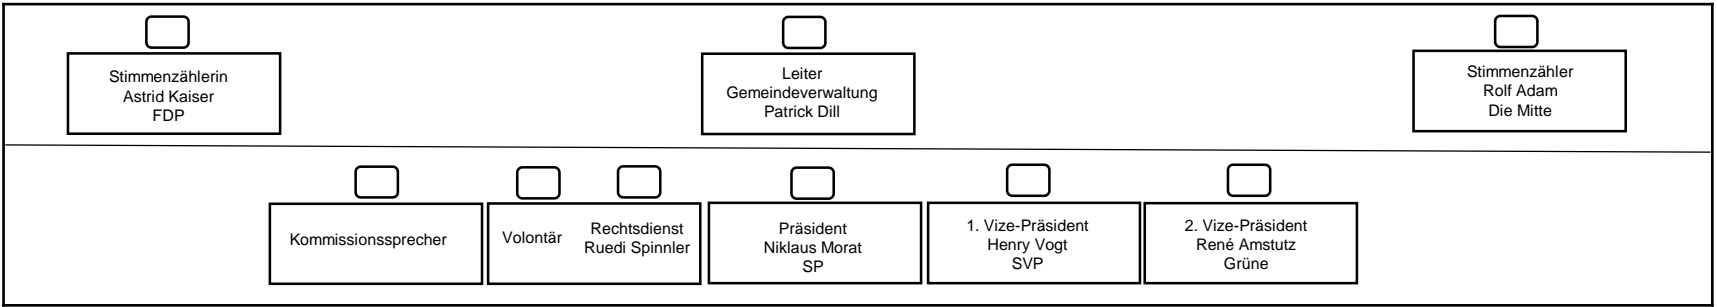 Stimmenzählerin
Astrid Kaiser
FDP
Leiter
Gemeindeverwaltung
Patrick Dill
Stimmenzähler
Rolf Adam
Die Mitte
Kommissionssprecher
Volontär
Rechtsdienst
Ruedi Spinnler
Präsident
Niklaus Morat
SP
1. Vize-Präsident
Henry Vogt
SVP
2. Vize-Präsident
René Amstutz
Grüne